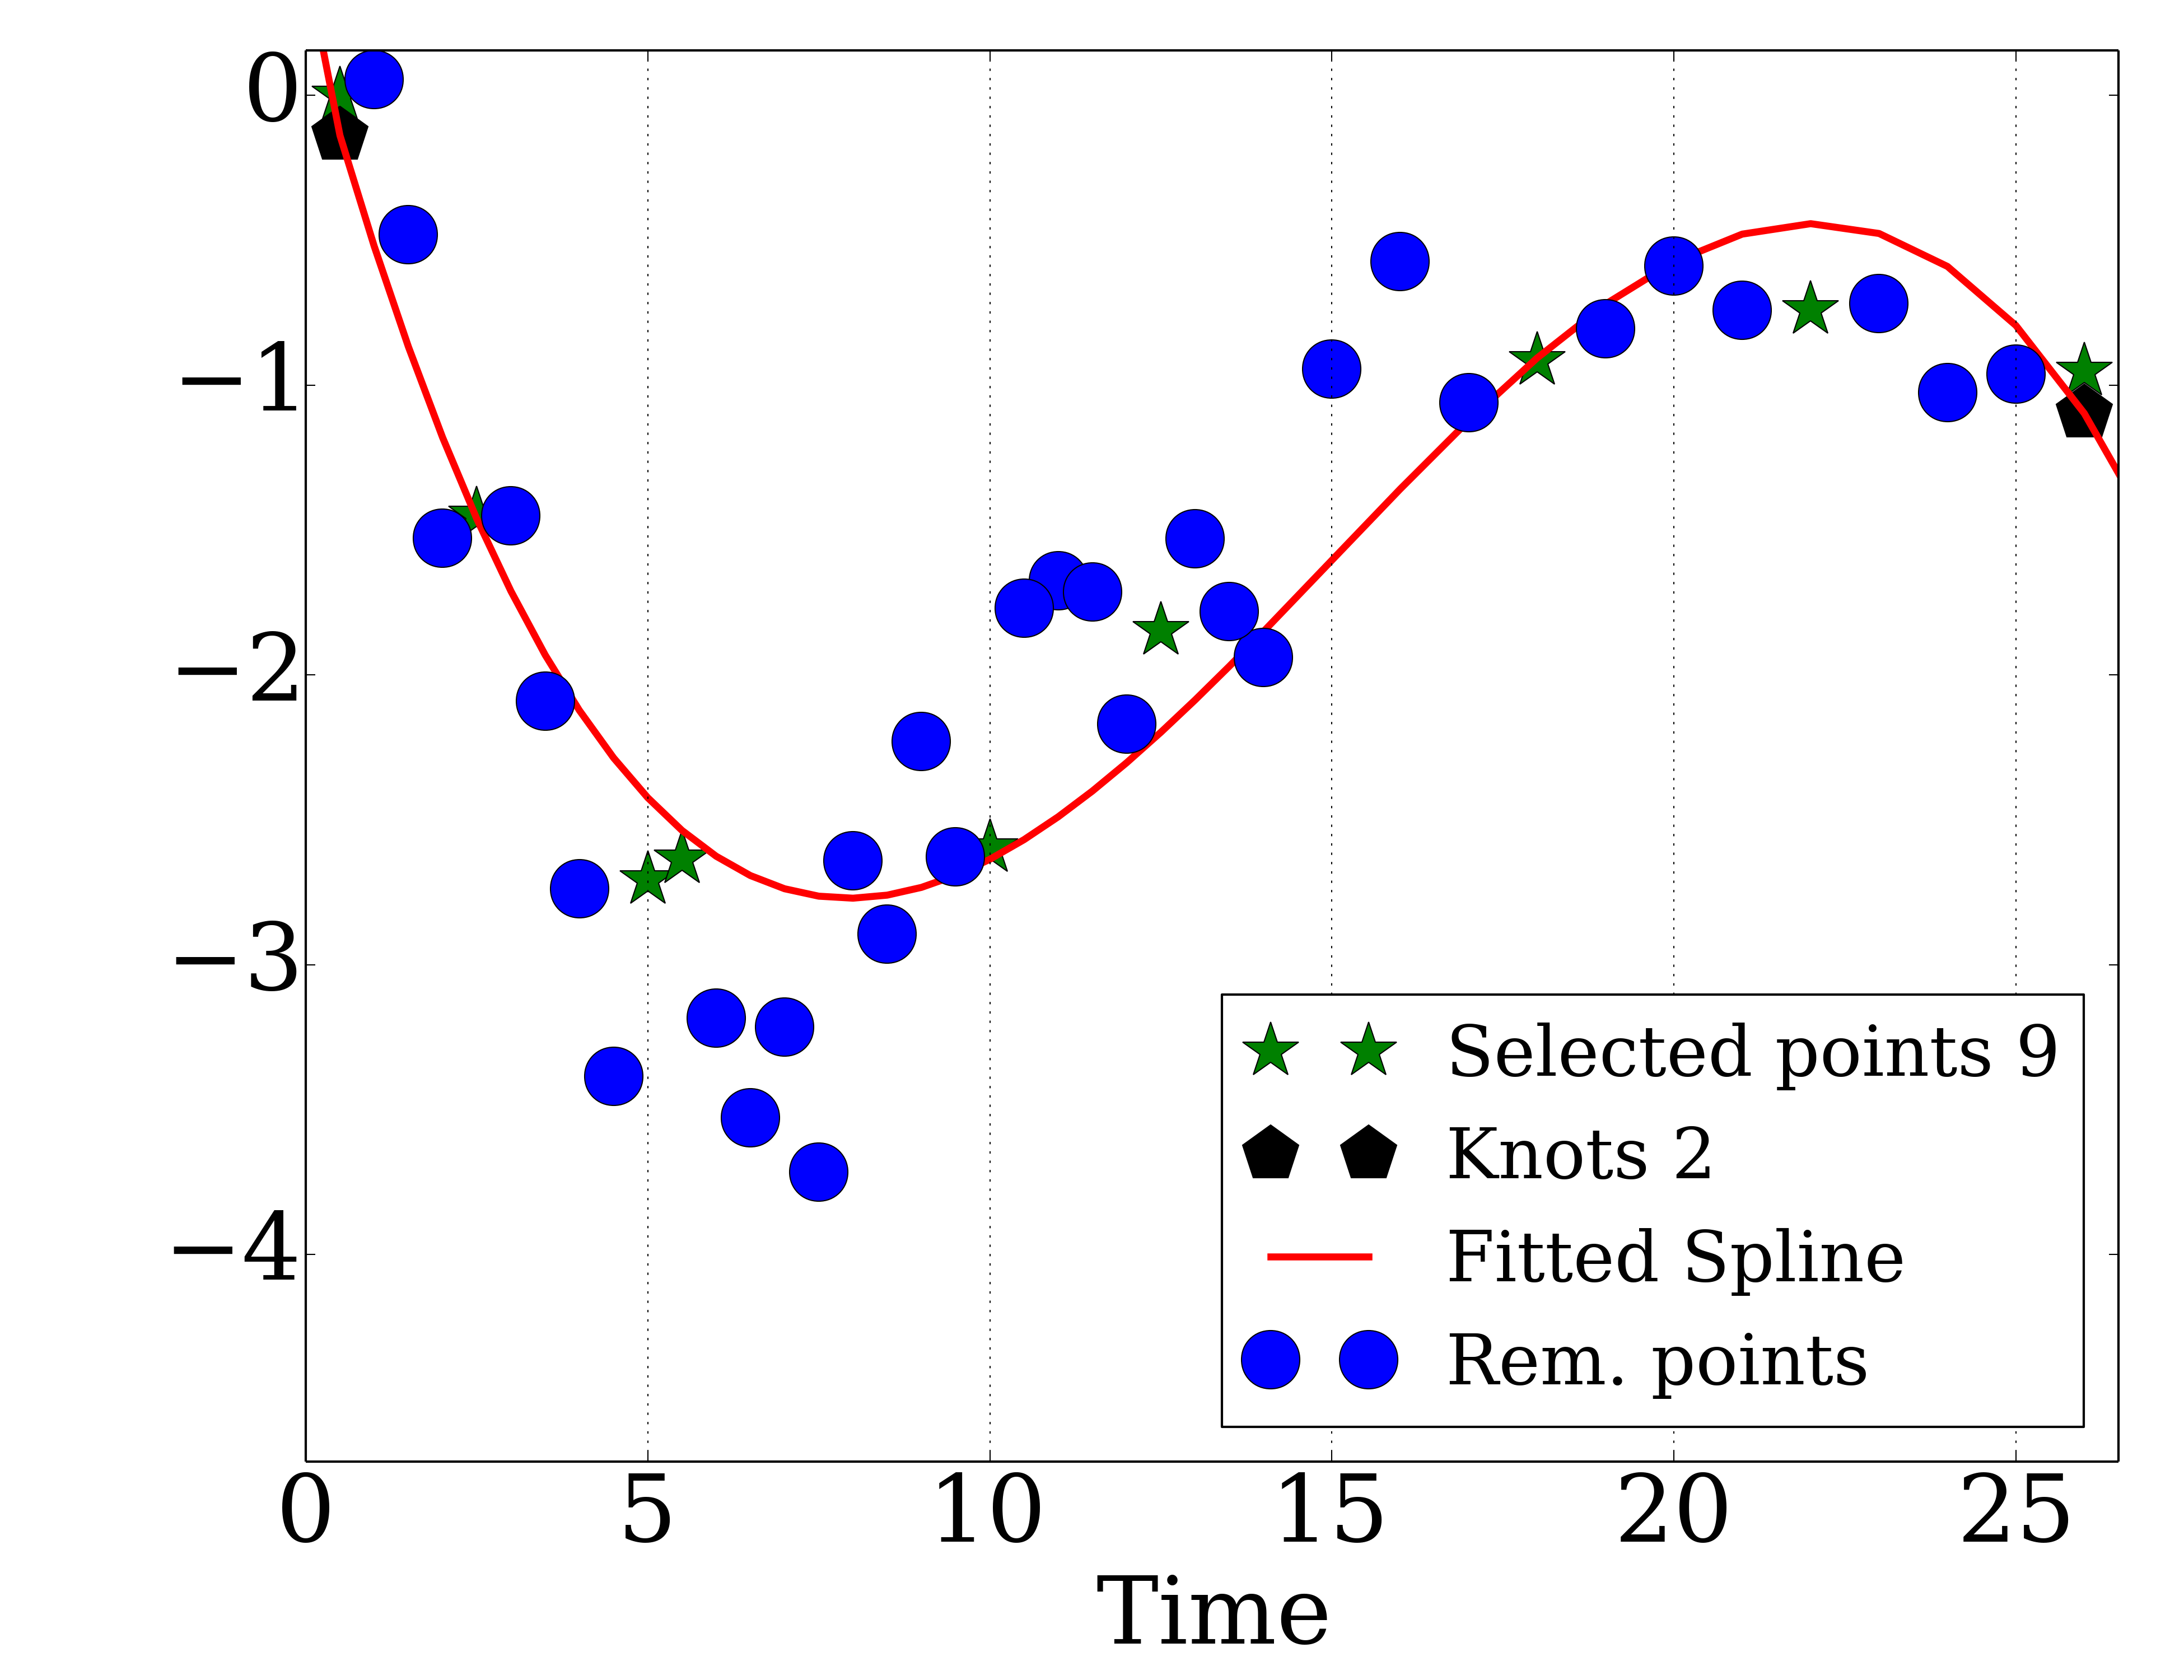 0
−1
−2
−3
−4
0 5 10 15 20 25
Time
Selected points 9
Knots 2
Fitted Spline
Rem. points